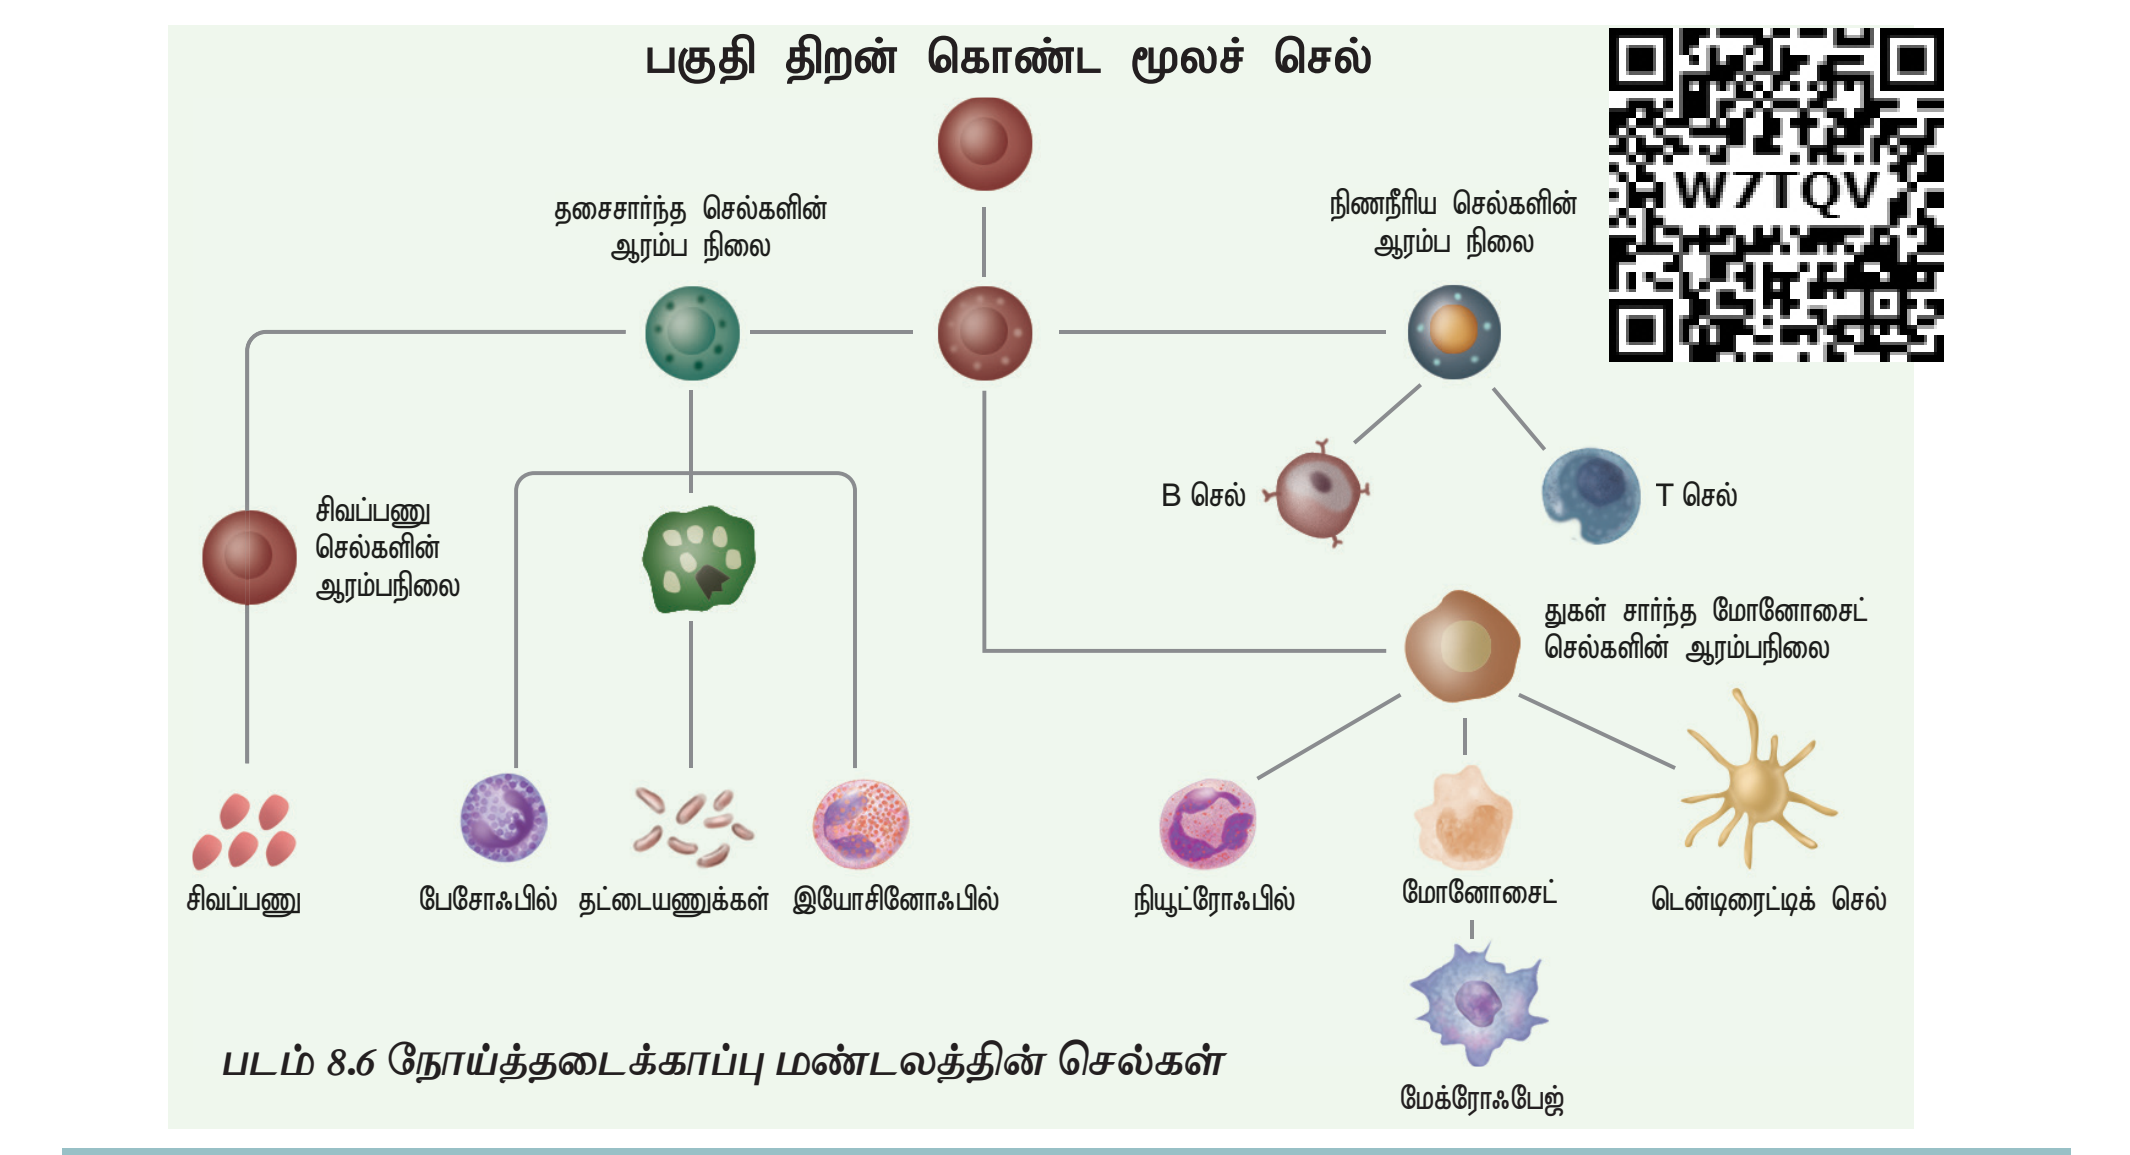 பகுதி திறன் கொண்ட மூலச் செல்
W7TQV
தசைசார்ந்த செல்களின்
ஆரம்ப நிலை
நிணநீரிய செல்களின்
ஆரம்ப நிலை
B செல்
T செல்
சிவப்பணு
செல்களின்
ஆரம்பநிலை
துகள் சார்ந்த மோனோசைட்
செல்களின் ஆரம்பநிலை
சிவப்பணு
பேசோஃபில்
தட்டையணுக்கள்
இயோசினோஃபில்
நியூட்ரோஃபில்
மோனோசைட்
டென்டிரைட்டிக் செல்
மேக்ரோஃபேஜ்
படம் 8.6 நோய்த்தடைக்காப்பு மண்டலத்தின் செல்கள்